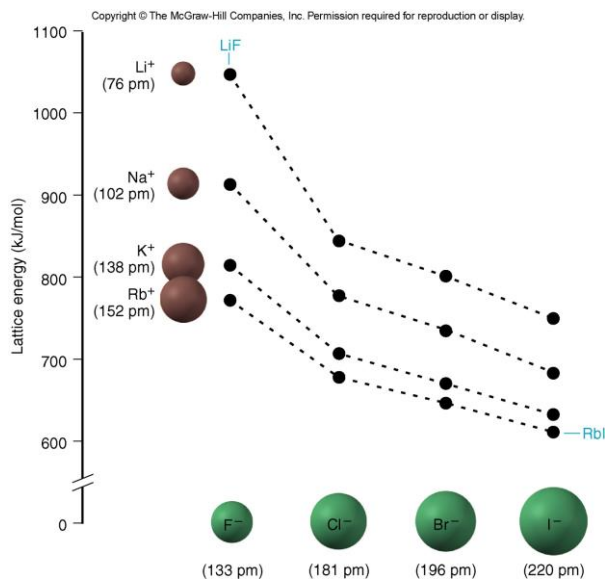 Copyright © The McGraw-Hill Companies, Inc. Permission required for reproduction or display.
1100
1000
900
800
700
600
0
Lattice energy (kJ/mol)
Li⁺
(76 pm)
Na⁺
(102 pm)
K⁺
(138 pm)
Rb⁺
(152 pm)
LiF
RbI
F⁻
Cl⁻
Br⁻
I⁻
(133 pm)
(181 pm)
(196 pm)
(220 pm)